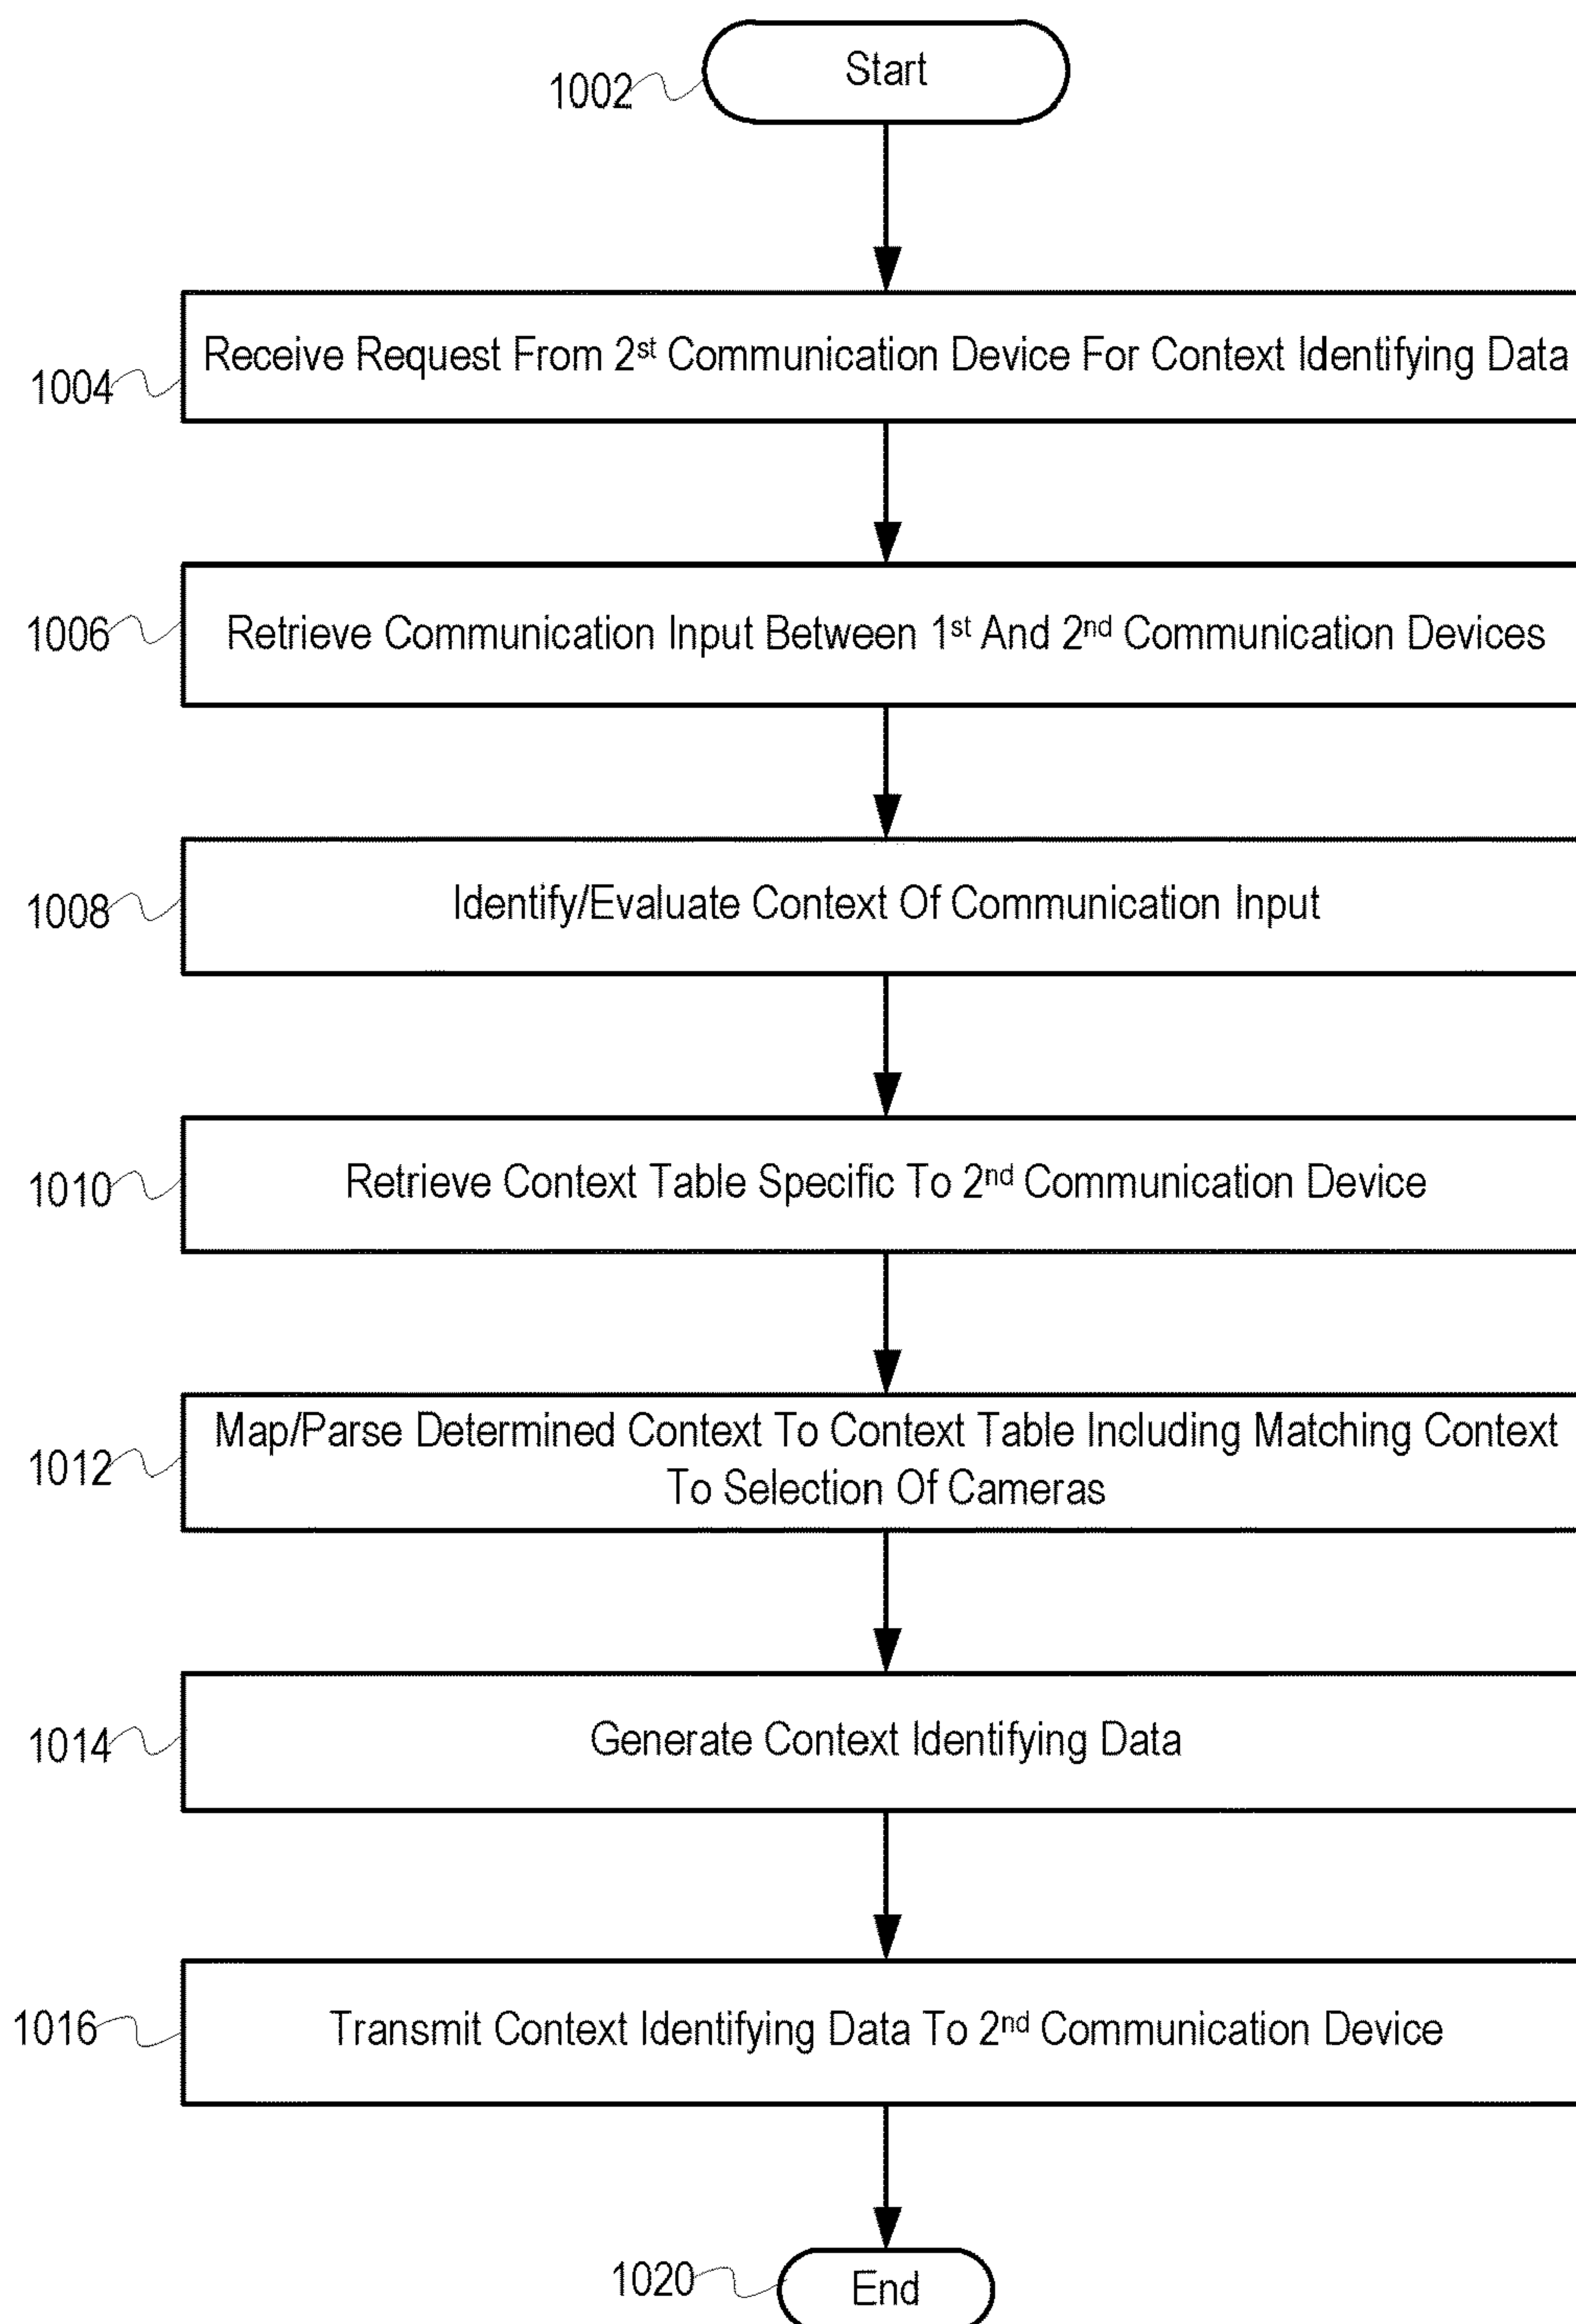 Start
1002
Receive Request From 2st Communication Device For Context Identifying Data
1004
Retrieve Communication Input Between 1st And 2nd Communication Devices
1006
Identify/Evaluate Context Of Communication Input
1008
Retrieve Context Table Specific To 2nd Communication Device
1010
Map/Parse Determined Context To Context Table Including Matching Context
To Selection Of Cameras
1012
Generate Context Identifying Data
1014
Transmit Context Identifying Data To 2nd Communication Device
1016
End
1020